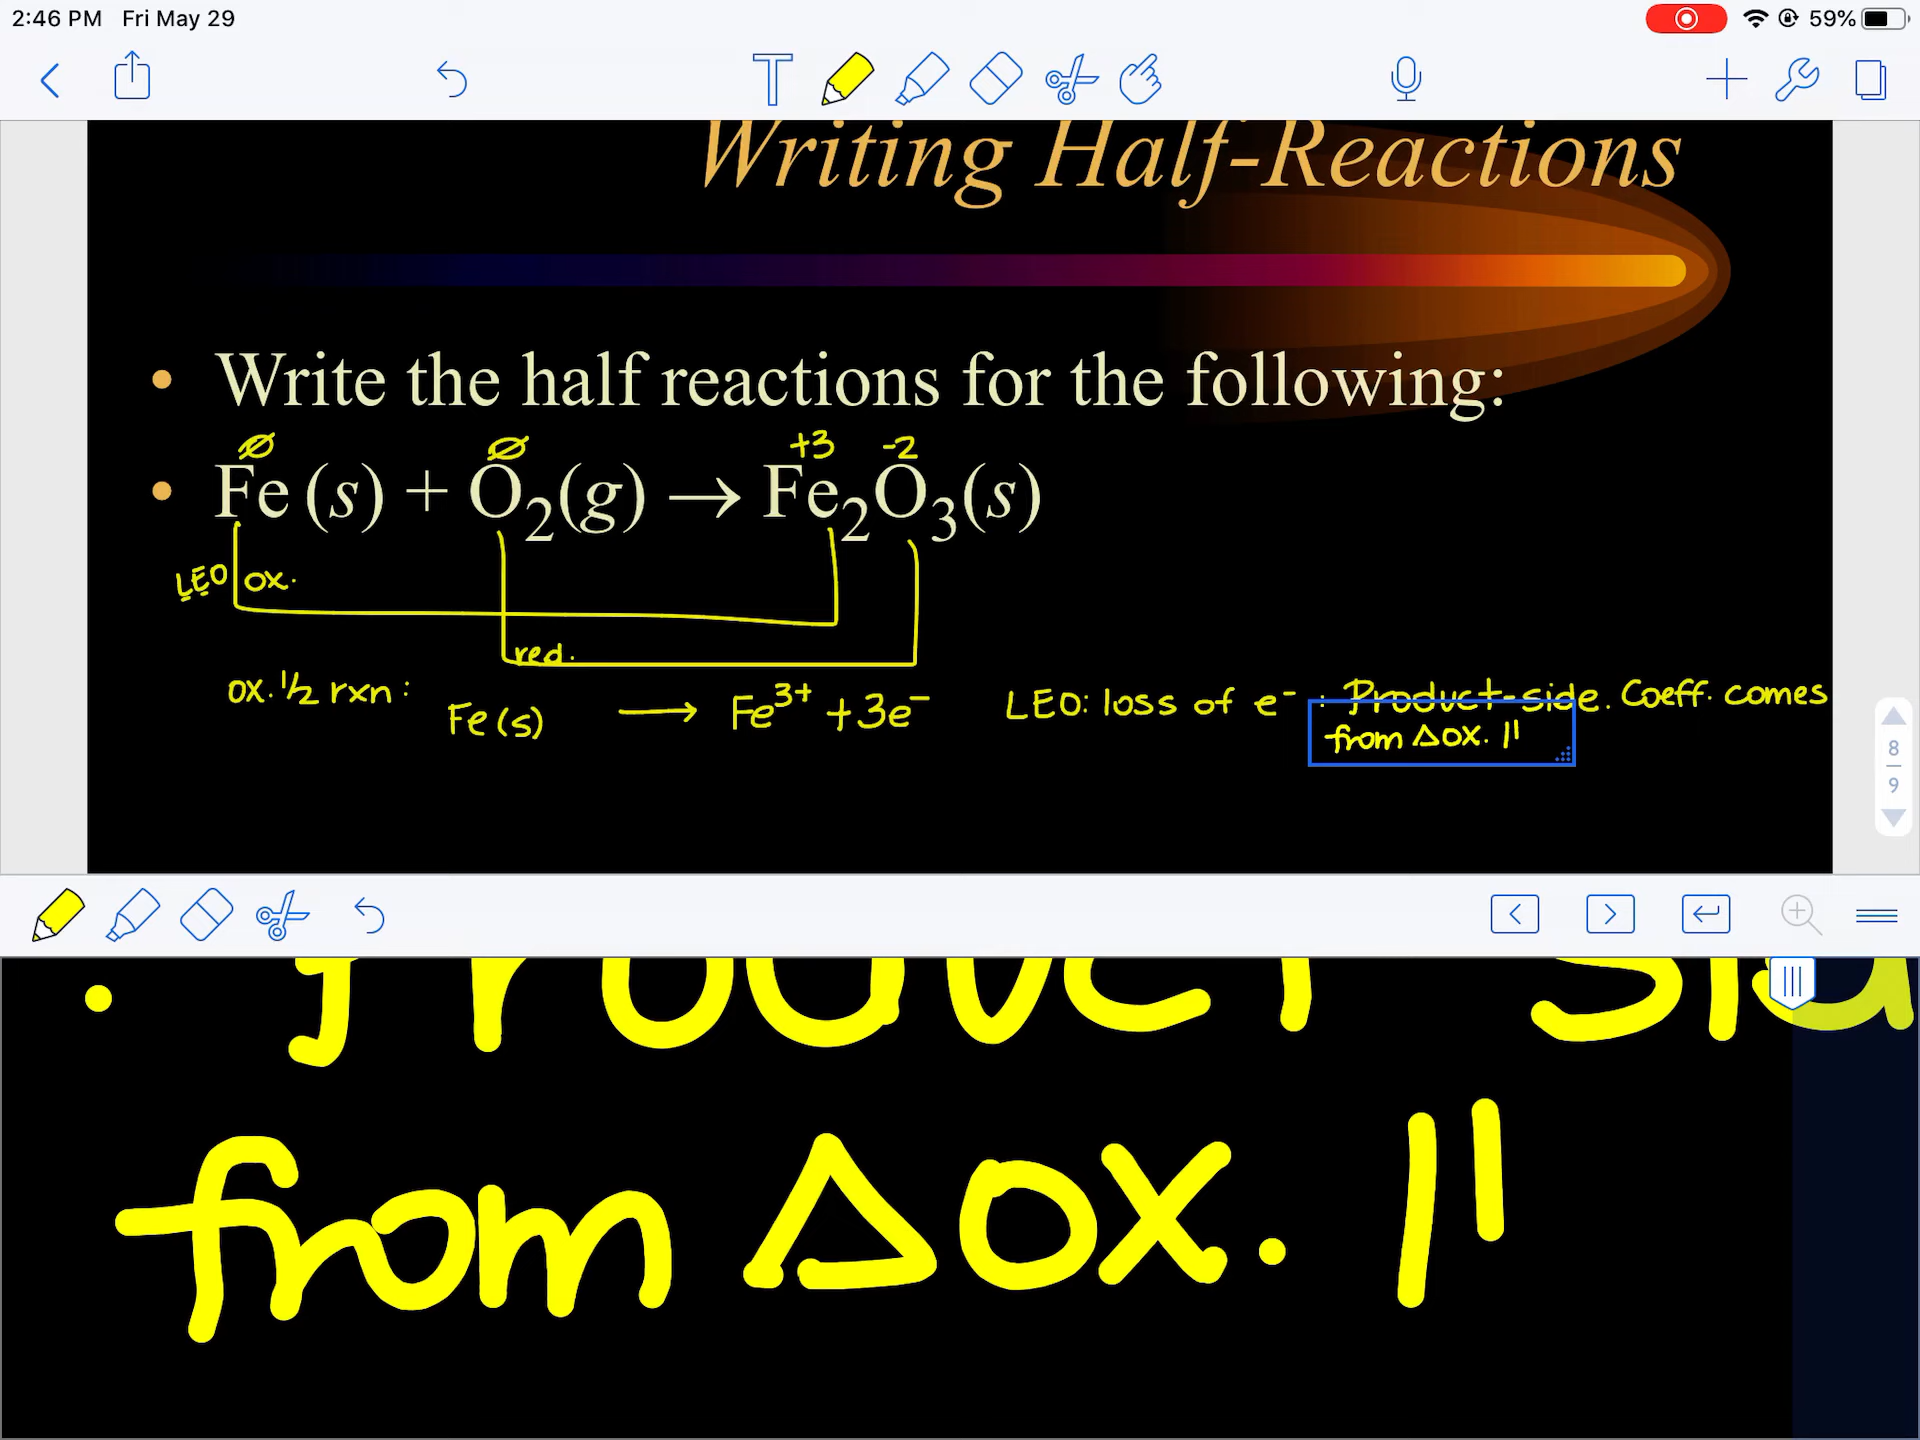 2:46 PM Fri May 29
59%
T
Writing Half-Reactions
• Write the half reactions for the following:
Ø Ø +3 -2
• Fe (s) + O₂(g) → Fe₂O₃(s)
LEO ox.
red.
ox. ½ rxn: Fe(s) → Fe³⁺ + 3e⁻ LEO: loss of e⁻ : Product-side. Coeff. comes
from Δox.
8
9
: Product sid
from Δox.